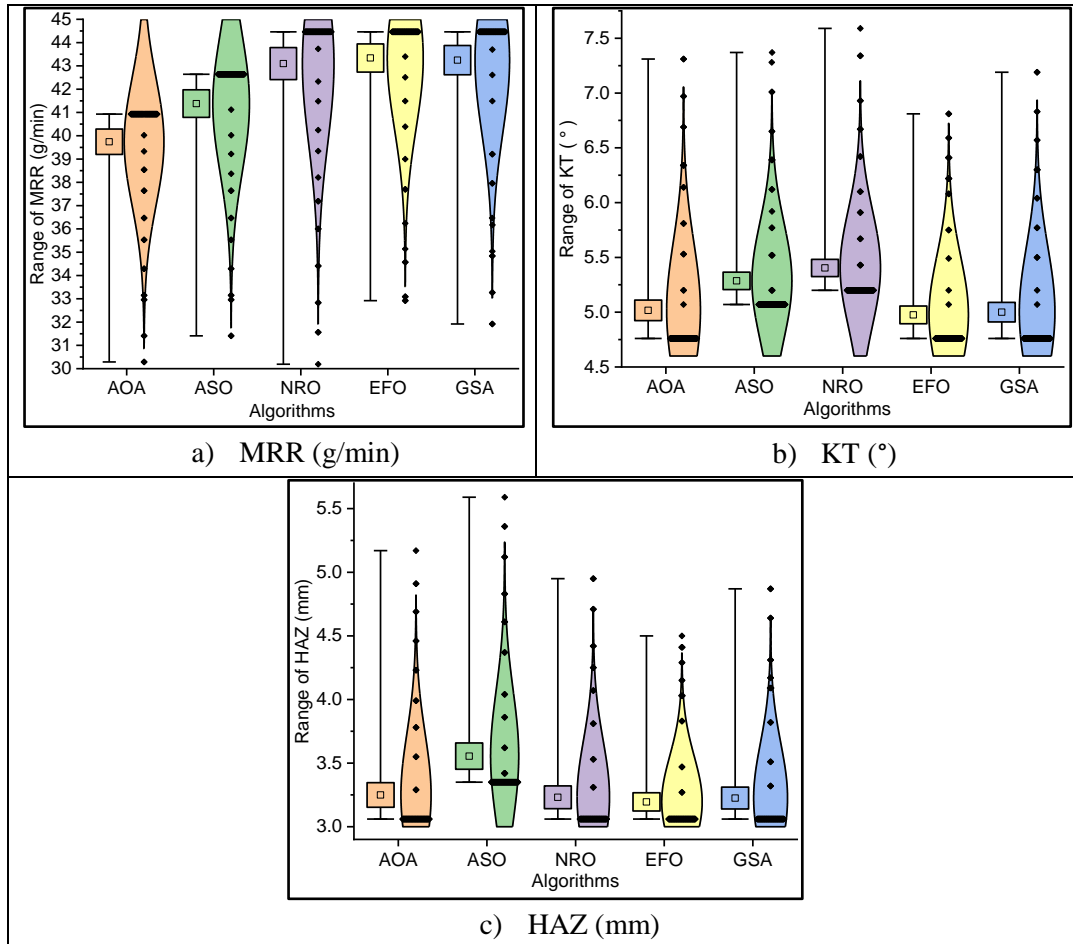 Range of MRR (g/min)
45
44
43
42
41
40
39
38
37
36
35
34
33
32
31
30
AOA ASO NRO EFO GSA
Algorithms
a) MRR (g/min)
Range of KT (°)
7.5
7.0
6.5
6.0
5.5
5.0
4.5
AOA ASO NRO EFO GSA
Algorithms
b) KT (°)
Range of HAZ (mm)
5.5
5.0
4.5
4.0
3.5
3.0
AOA ASO NRO EFO GSA
Algorithms
c) HAZ (mm)